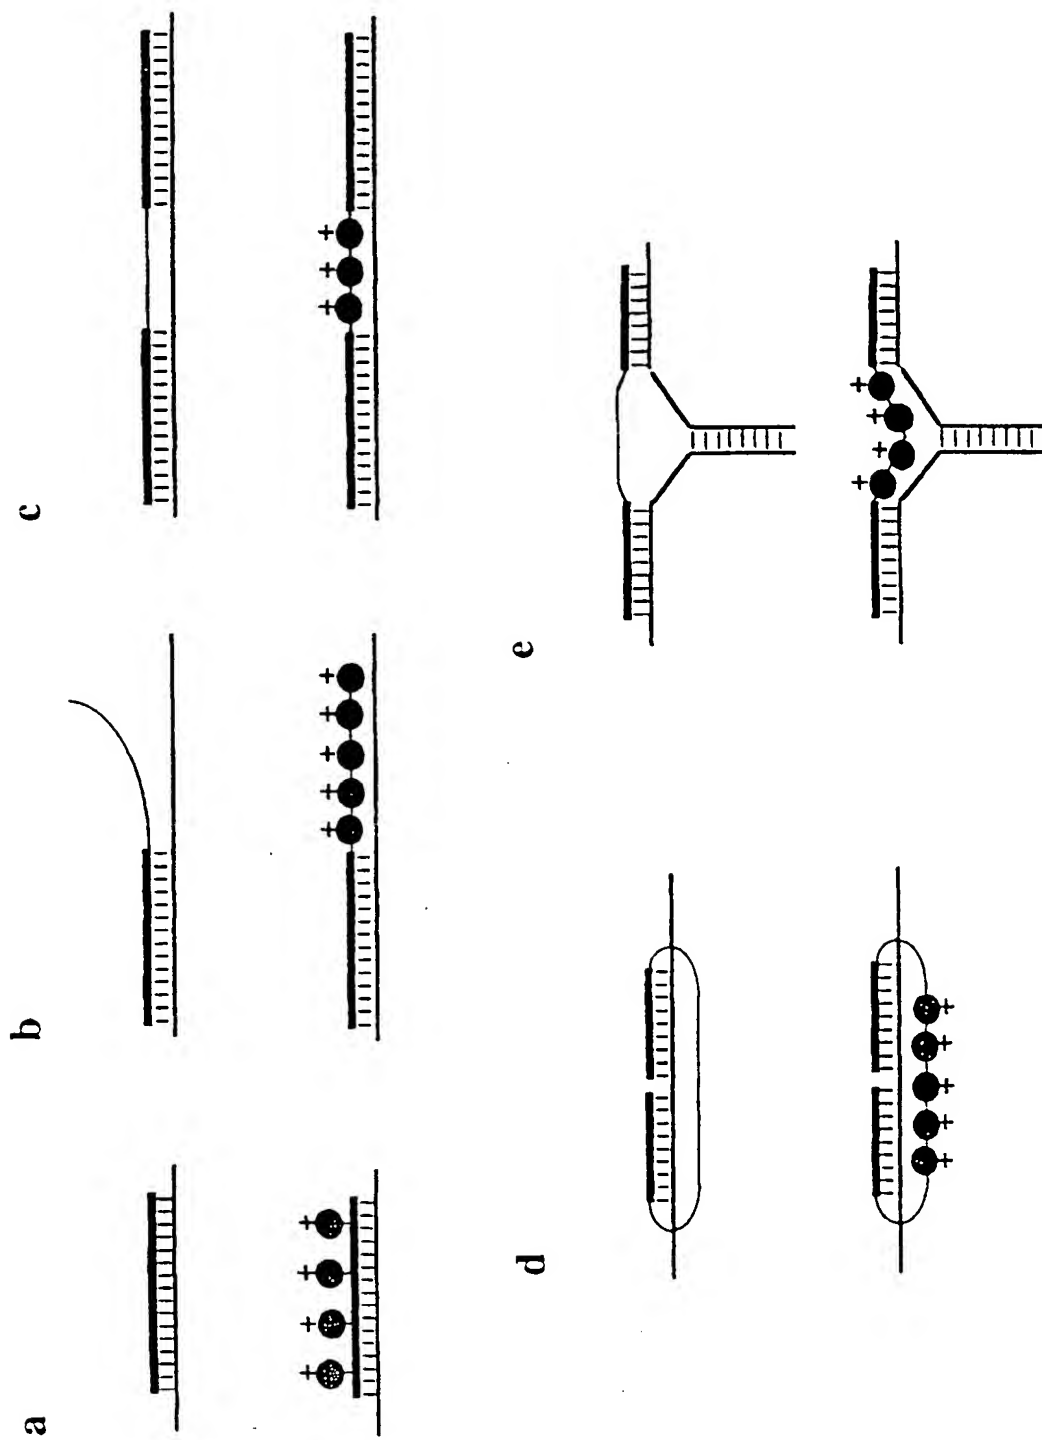 a
b
c
d
e
+ + + +
+ + + + +
+ + +
+ + + + +
+ + + +